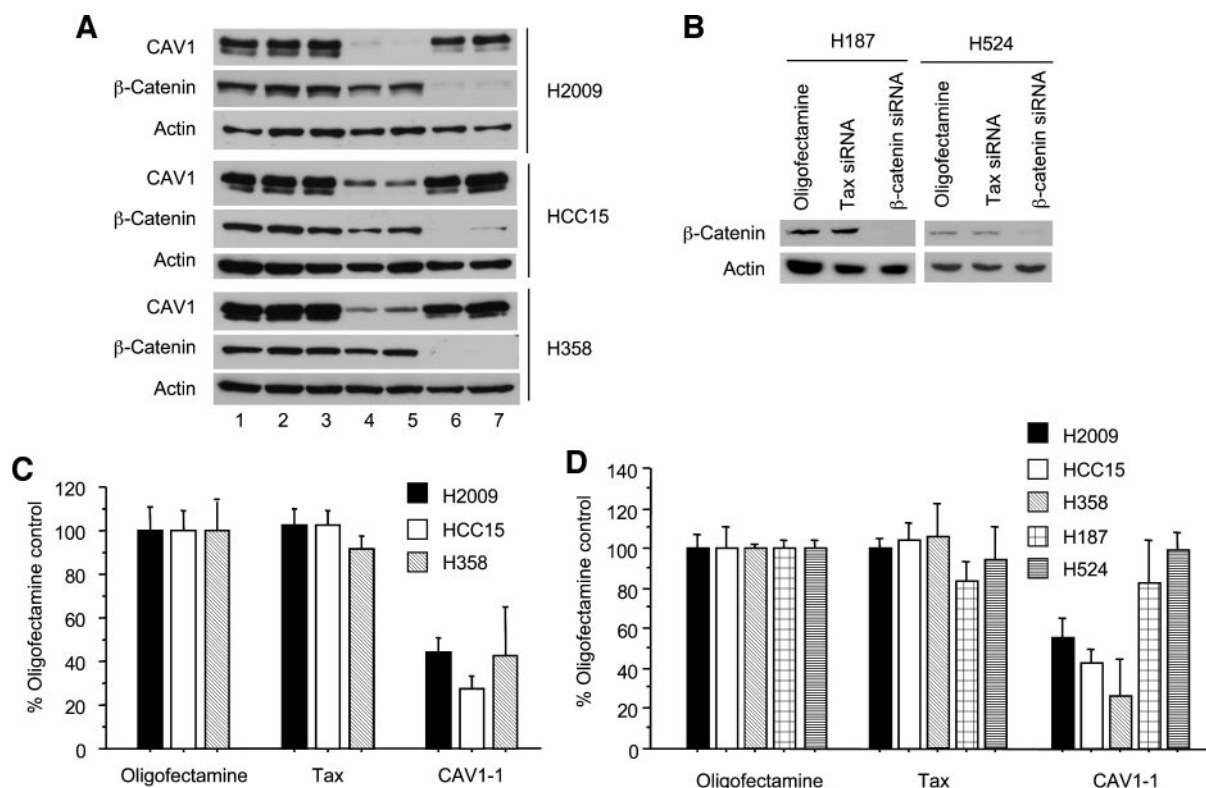 A
CAV1
β-Catenin
Actin
H2009
CAV1
β-Catenin
Actin
HCC15
CAV1
β-Catenin
Actin
H358
1 2 3 4 5 6 7
B
H187 H524
Oligofectamine
Tax siRNA
β-catenin siRNA
Oligofectamine
Tax siRNA
β-catenin siRNA
β-Catenin
Actin
C
% Oligofectamine control
120
100
80
60
40
20
0
H2009
HCC15
H358
Oligofectamine Tax CAV1-1
D
% Oligofectamine control
140
120
100
80
60
40
20
0
H2009
HCC15
H358
H187
H524
Oligofectamine Tax CAV1-1